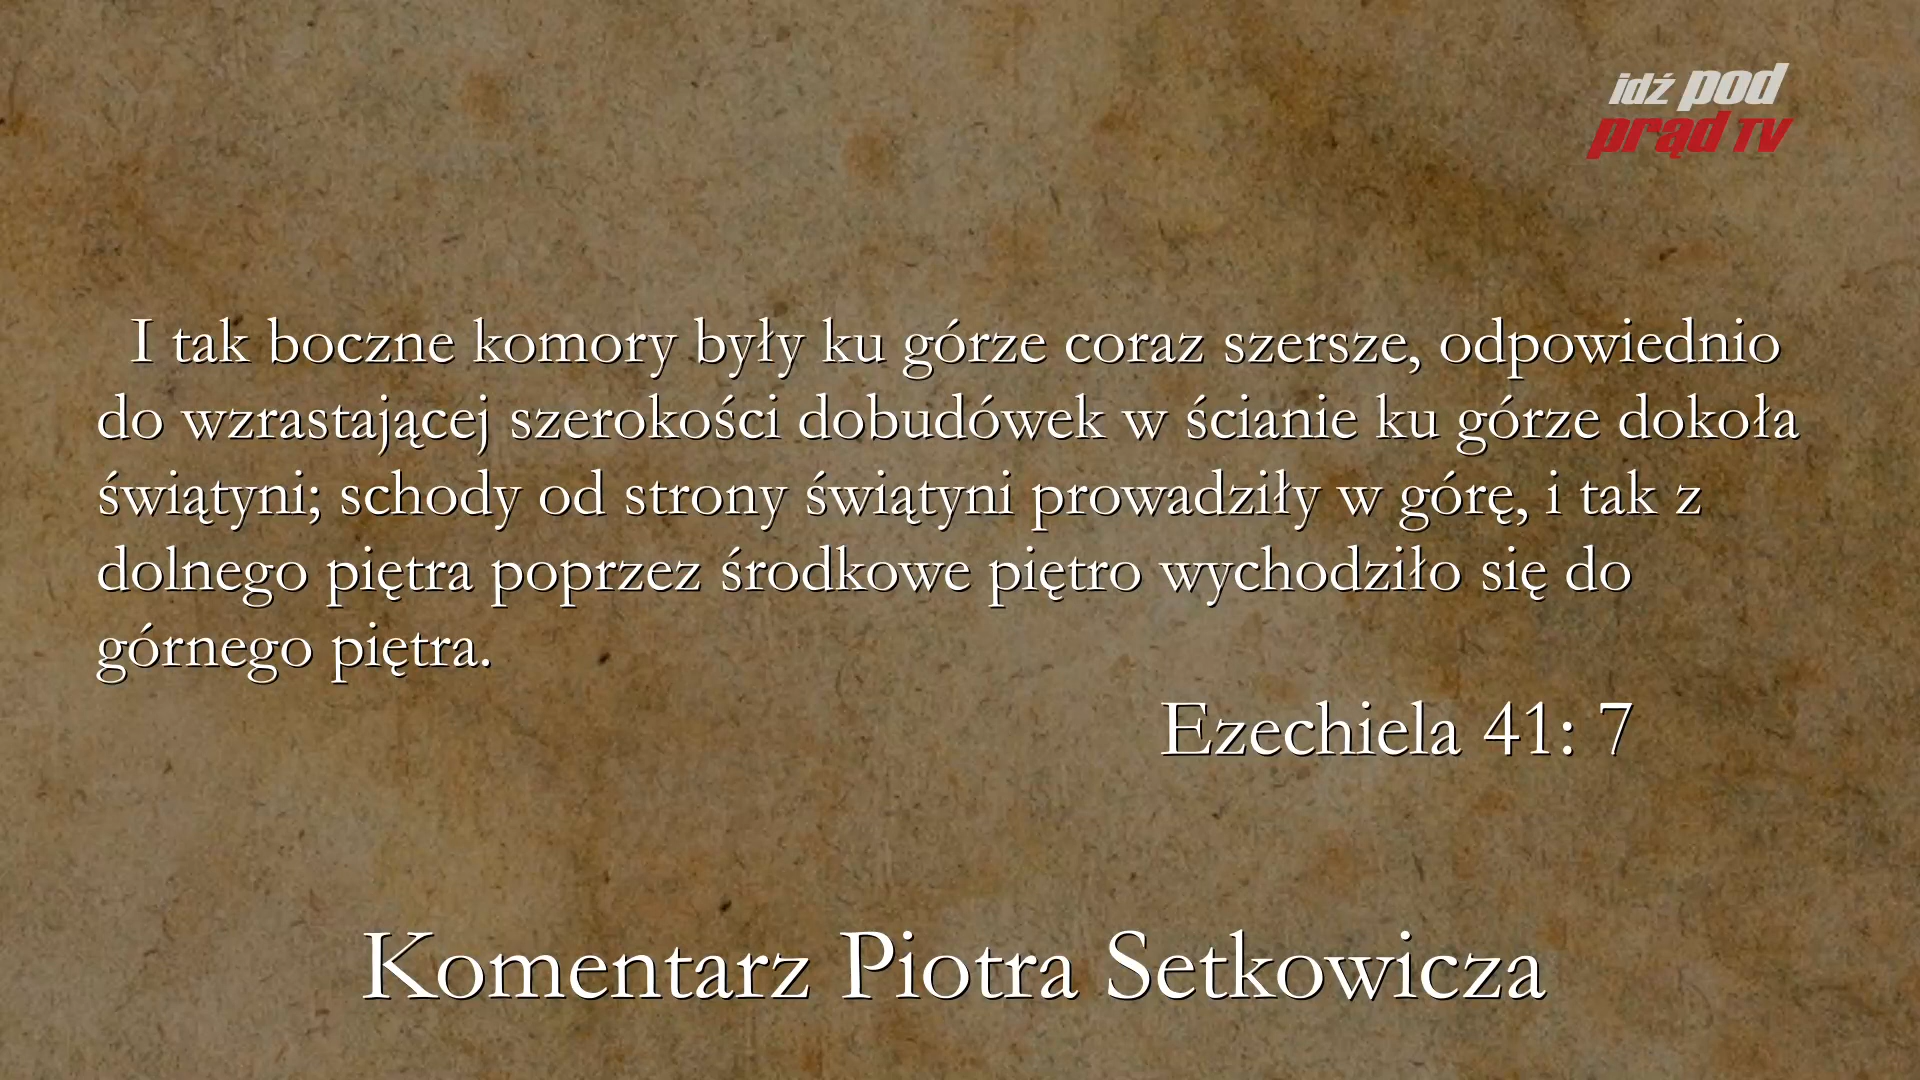 idź pod
prąd TV
I tak boczne komory były ku górze coraz szersze, odpowiednio
do wzrastającej szerokości dobudówek w ścianie ku górze dokoła
świątyni; schody od strony świątyni prowadziły w górę, i tak z
dolnego piętra poprzez środkowe piętro wychodziło się do
górnego piętra.
Ezechiela 41: 7
Komentarz Piotra Setkowicza